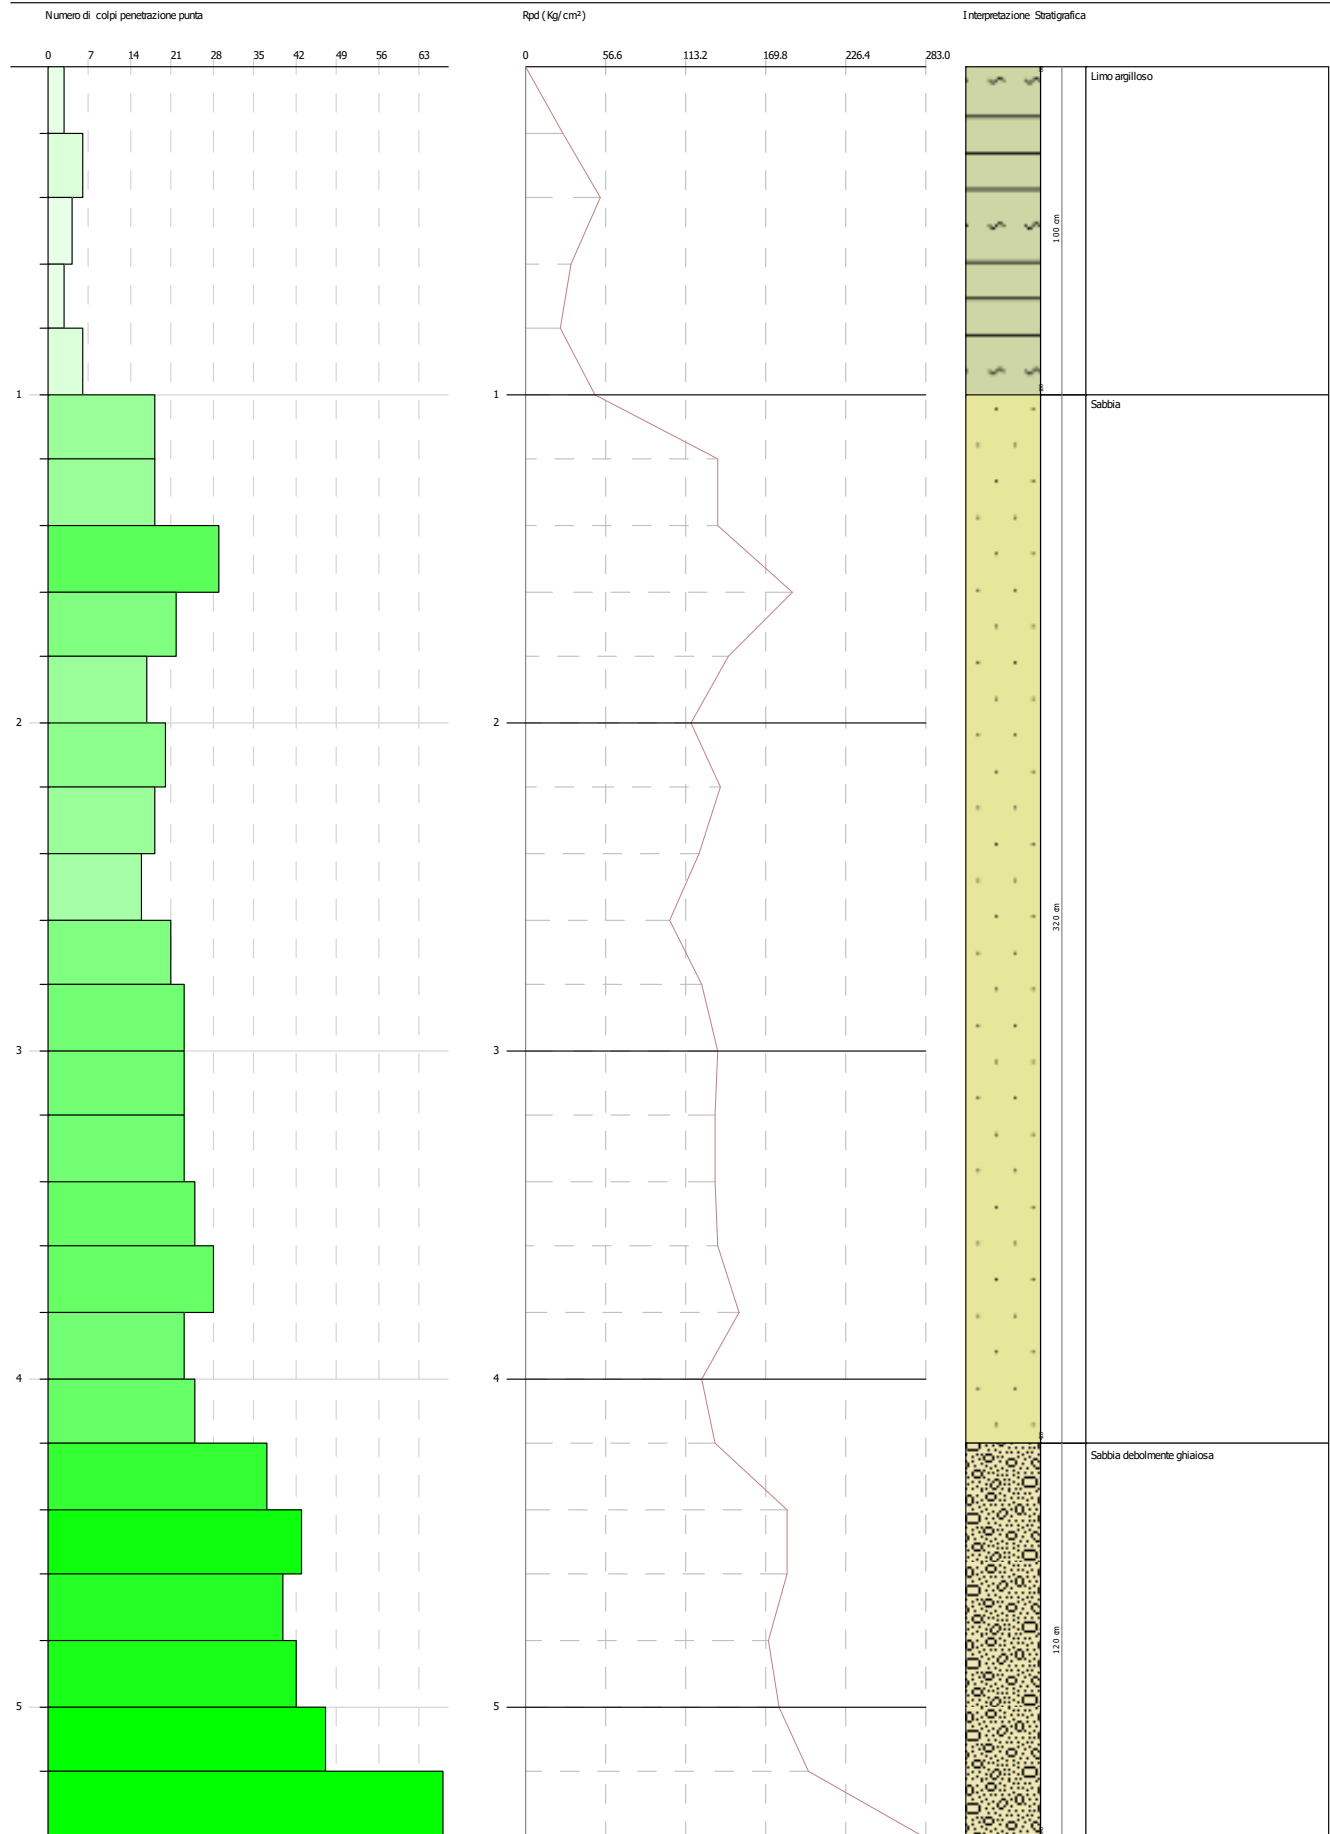 Numero di colpi penetrazione punta Rpd (Kg/cm²) Interpretazione Stratigrafica
0 7 14 21 28 35 42 49 56 63 0 56.6 113.2 169.8 226.4 283.0
Limo argilloso
100 cm
1 1
Sabbia
2 2
320 cm
3 3
4 4
Sabbia debolmente ghiaiosa
120 cm
5 5